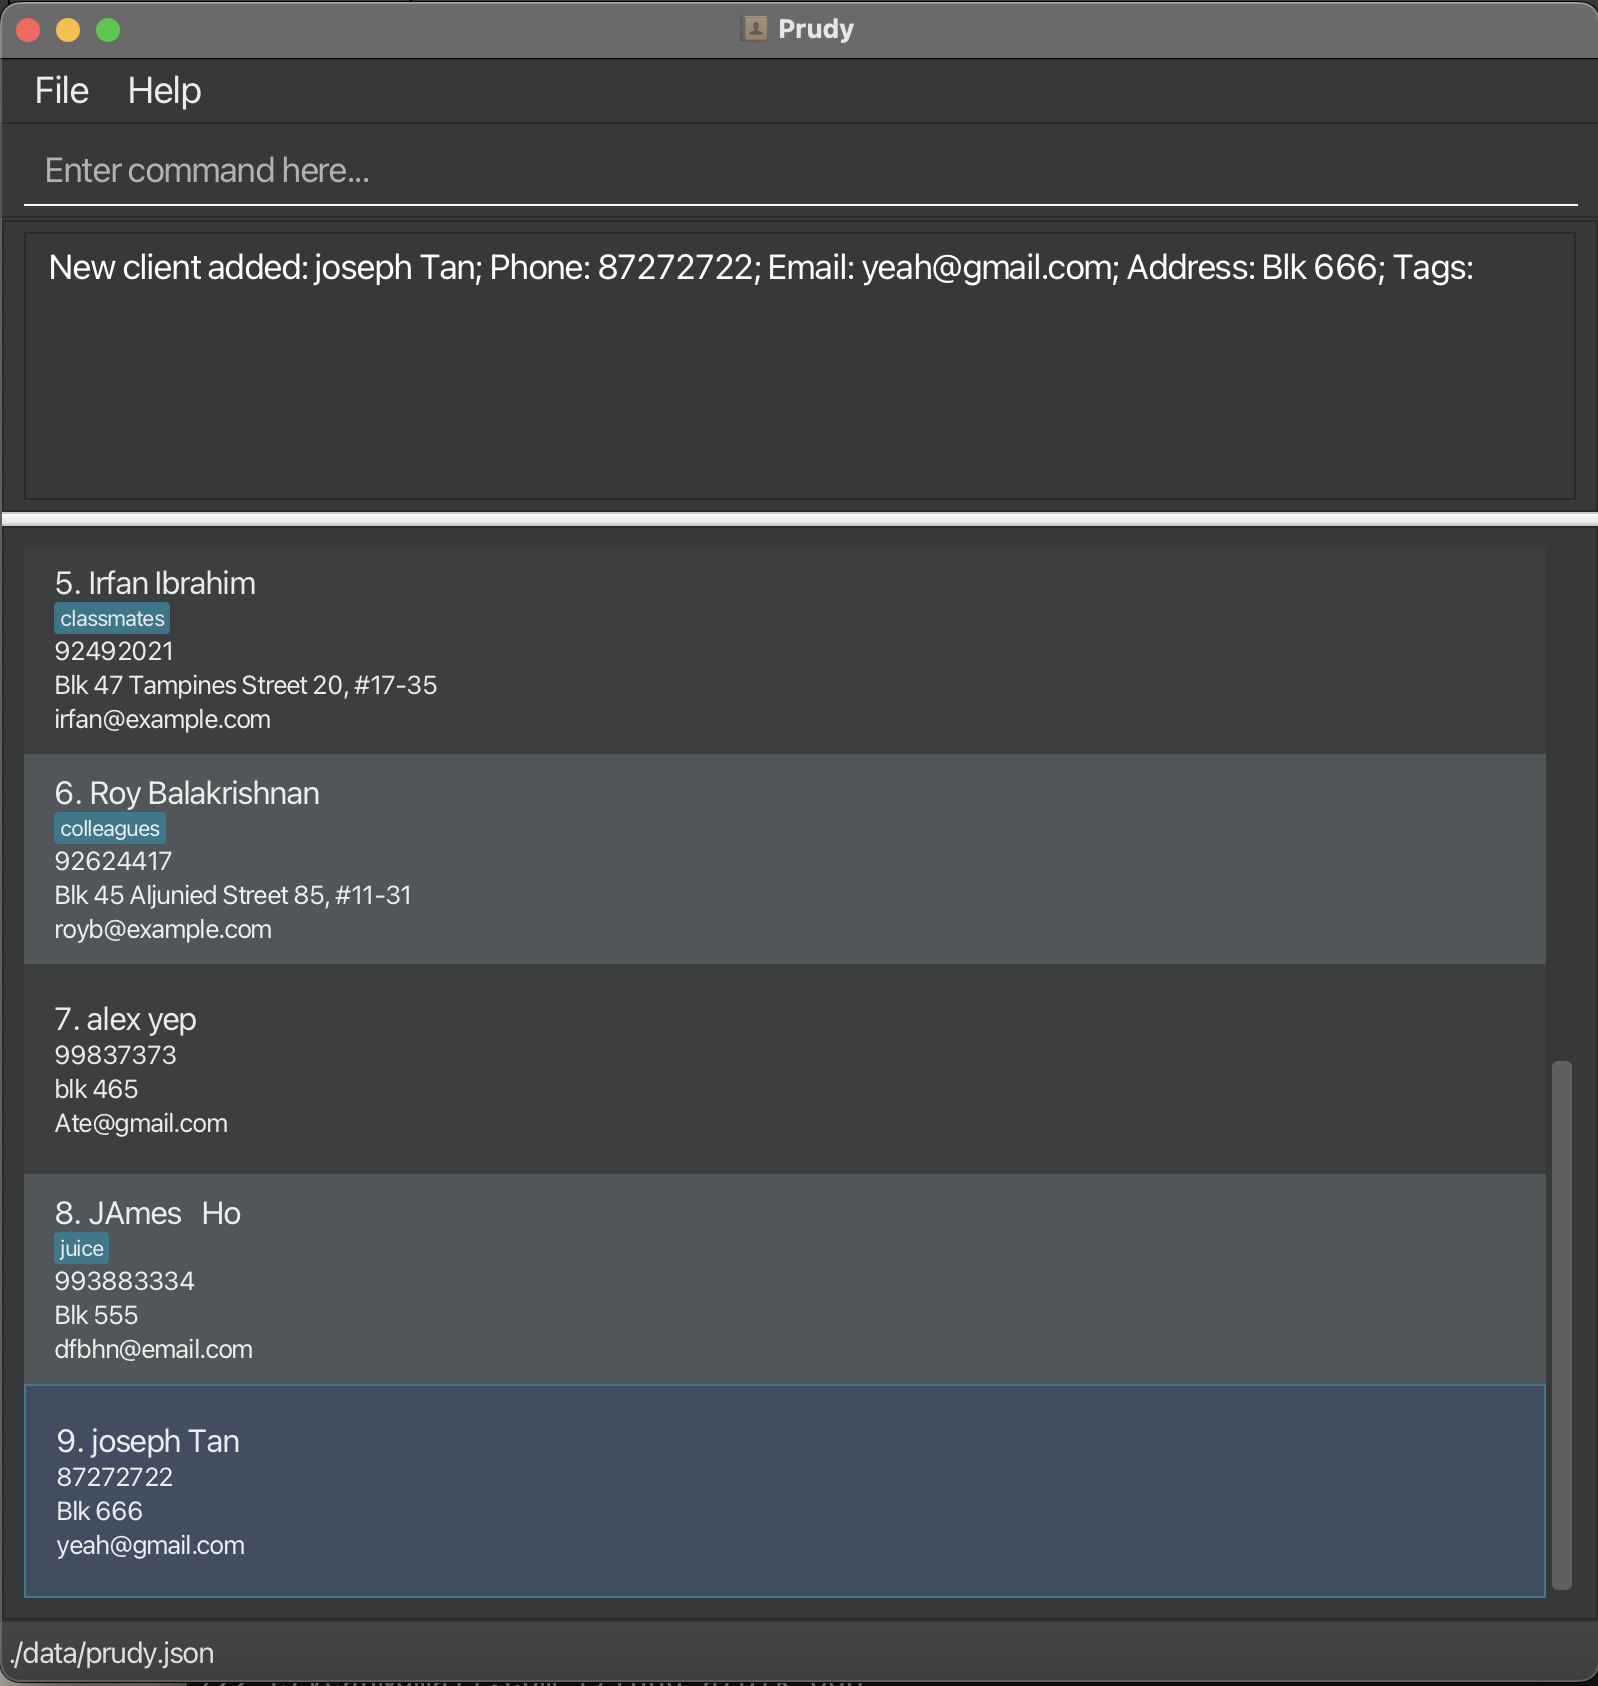 Prudy
File Help
Enter command here...
New client added: joseph Tan; Phone: 87272722; Email: yeah@gmail.com; Address: Blk 666; Tags:
5. Irfan Ibrahim
classmates
92492021
Blk 47 Tampines Street 20, #17-35
irfan@example.com
6. Roy Balakrishnan
colleagues
92624417
Blk 45 Aljunied Street 85, #11-31
royb@example.com
7. alex yep
99837373
blk 465
Ate@gmail.com
8. JAmes   Ho
juice
993883334
Blk 555
dfbhn@email.com
9. joseph Tan
87272722
Blk 666
yeah@gmail.com
./data/prudy.json